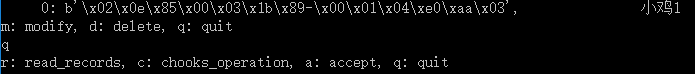 0: b'\x02\x0e\x85\x00\x03\x1b\x89-\x00\x01\x04\xe0\xaa\x03', 小鸡1
m: modify, d: delete, q: quit
q
r: read_records, c: chooks_operation, a: accept, q: quit